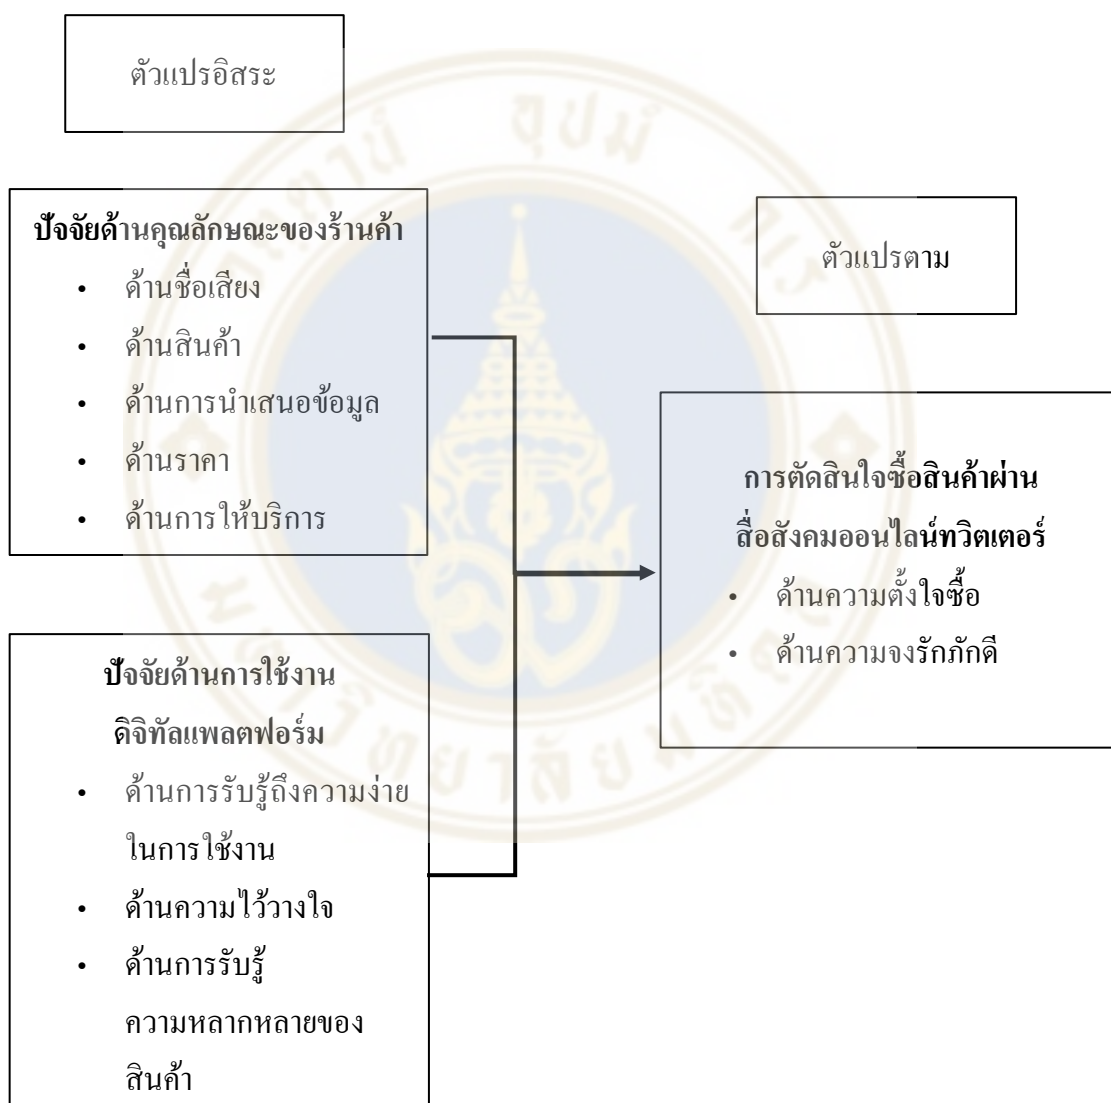 ตัวแปรอิสระ
ปัจจัยด้านคุณลักษณะของร้านค้า
• ด้านชื่อเสียง
• ด้านสินค้า
• ด้านการนำเสนอข้อมูล
• ด้านราคา
• ด้านการให้บริการ
ปัจจัยด้านการใช้งาน
ดิจิทัลแพลตฟอร์ม
• ด้านการรับรู้ถึงความง่าย
ในการใช้งาน
• ด้านความไว้วางใจ
• ด้านการรับรู้
ความหลากหลายของ
สินค้า
ตัวแปรตาม
การตัดสินใจซื้อสินค้าผ่าน
สื่อสังคมออนไลน์ทวิตเตอร์
• ด้านความตั้งใจซื้อ
• ด้านความจงรักภักดี
มหาวิทยาลัยมหิดล